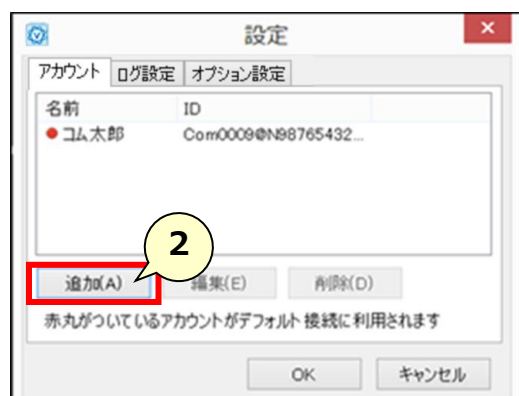 設定
アカウント ログ設定 オプション設定
名前 ID
コム太郎 Com0009@N98765432...
2
追加(A) 編集(E) 削除(D)
赤丸がついているアカウントがデフォルト接続に利用されます
OK キャンセル